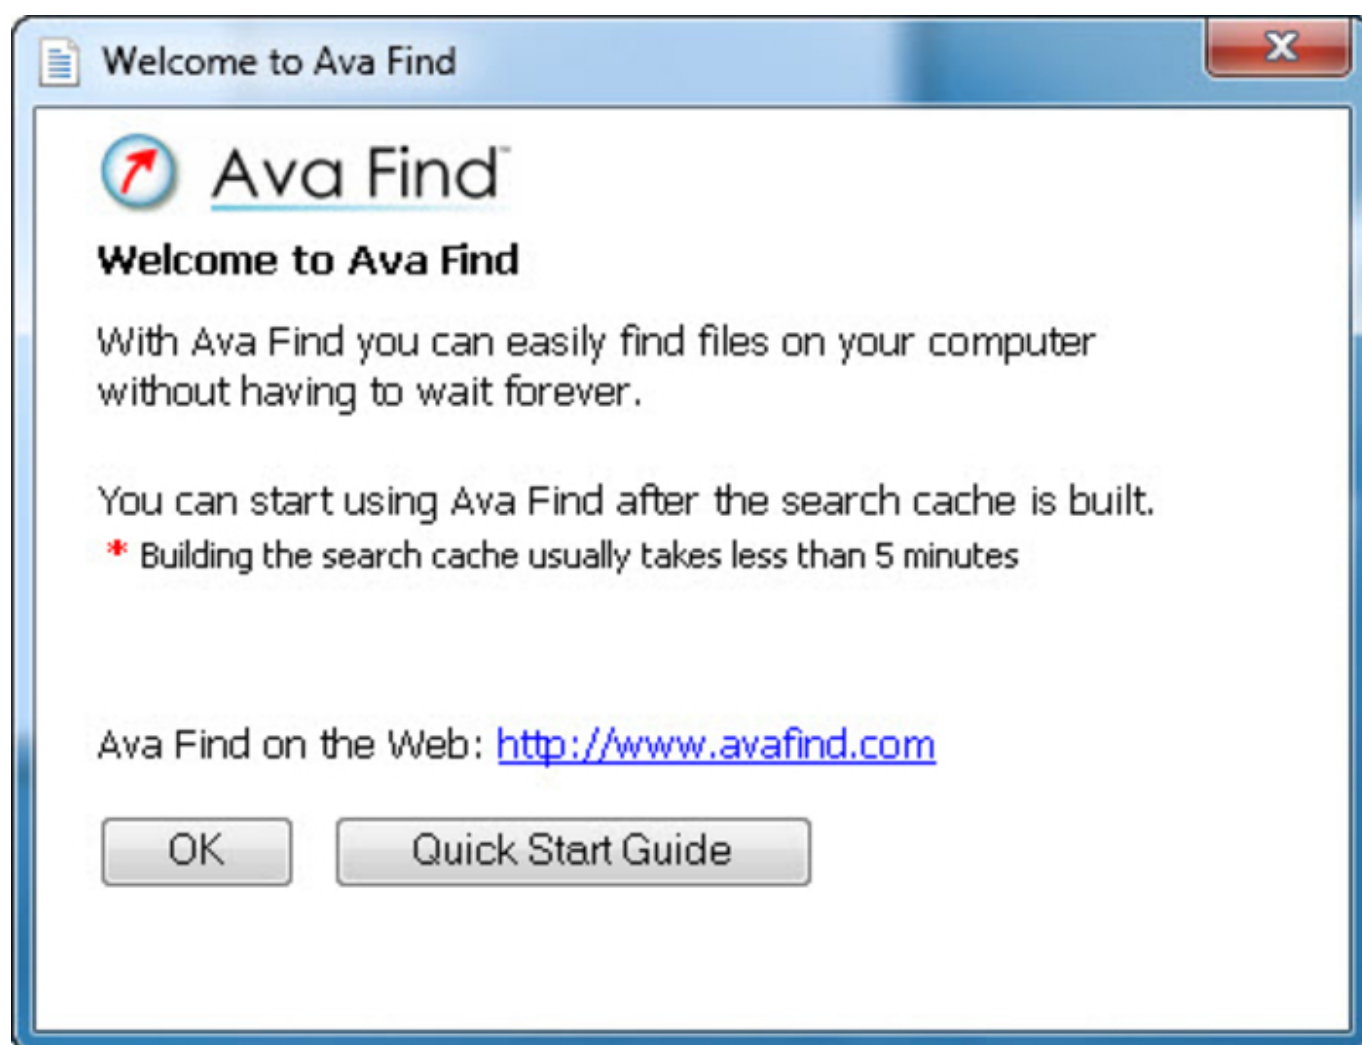 Welcome to Ava Find
Ava Find™
Welcome to Ava Find
With Ava Find you can easily find files on your computer
without having to wait forever.
You can start using Ava Find after the search cache is built.
* Building the search cache usually takes less than 5 minutes
Ava Find on the Web: http://www.avafind.com
OK Quick Start Guide